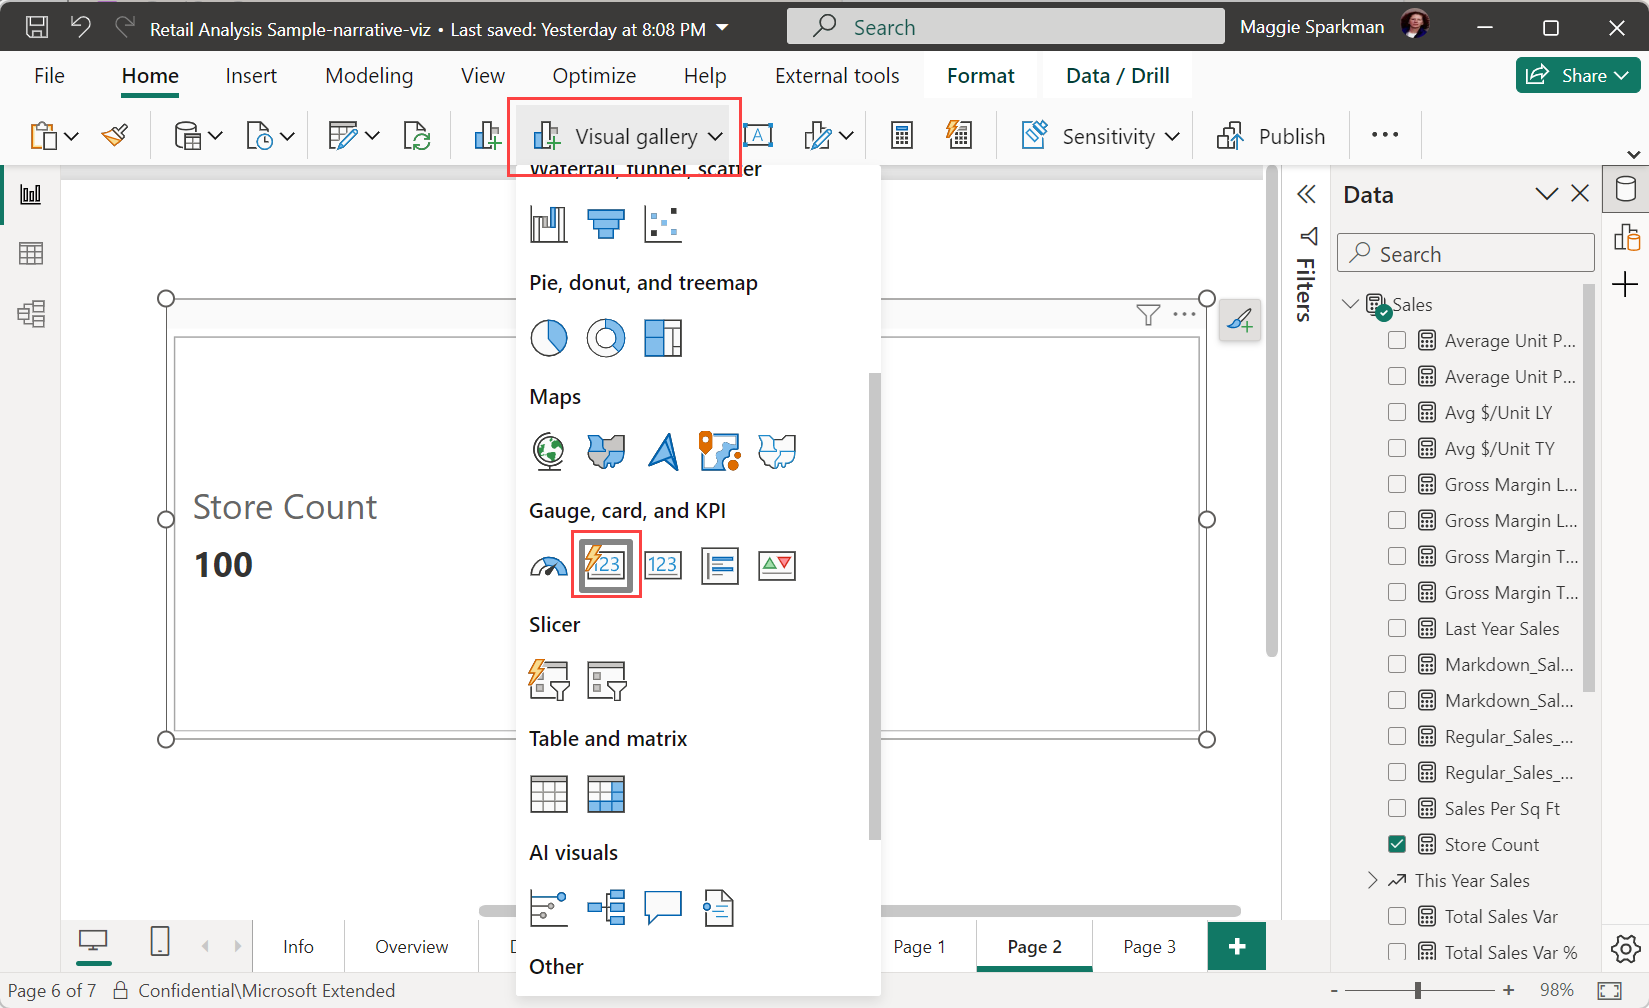 Retail Analysis Sample-narrative-viz • Last saved: Yesterday at 8:08 PM
Search
Maggie Sparkman
File
Home
Insert
Modeling
View
Optimize
Help
External tools
Format
Data / Drill
Share
Visual gallery
A
Sensitivity
Publish
Waterfall, funnel, scatter
Pie, donut, and treemap
Maps
Gauge, card, and KPI
123
123
Slicer
Table and matrix
AI visuals
Other
Store Count
100
Filters
Data
Search
Sales
Average Unit P...
Average Unit P...
Avg $/Unit LY
Avg $/Unit TY
Gross Margin L...
Gross Margin L...
Gross Margin T...
Gross Margin T...
Last Year Sales
Markdown_Sal...
Markdown_Sal...
Regular_Sales_...
Regular_Sales_...
Sales Per Sq Ft
Store Count
This Year Sales
Total Sales Var
Total Sales Var %
Info
Overview
Page 1
Page 2
Page 3
+
Page 6 of 7
Confidential\Microsoft Extended
- + 98%